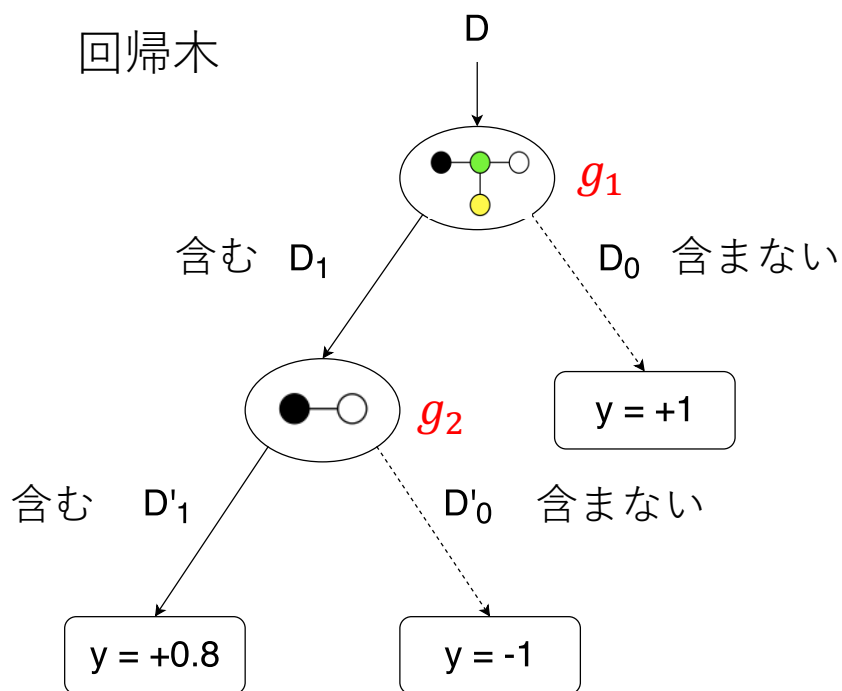 回帰木
D
g₁
含む D₁
D₀ 含まない
g₂
y = +1
含む D'₁
D'₀ 含まない
y = +0.8
y = -1